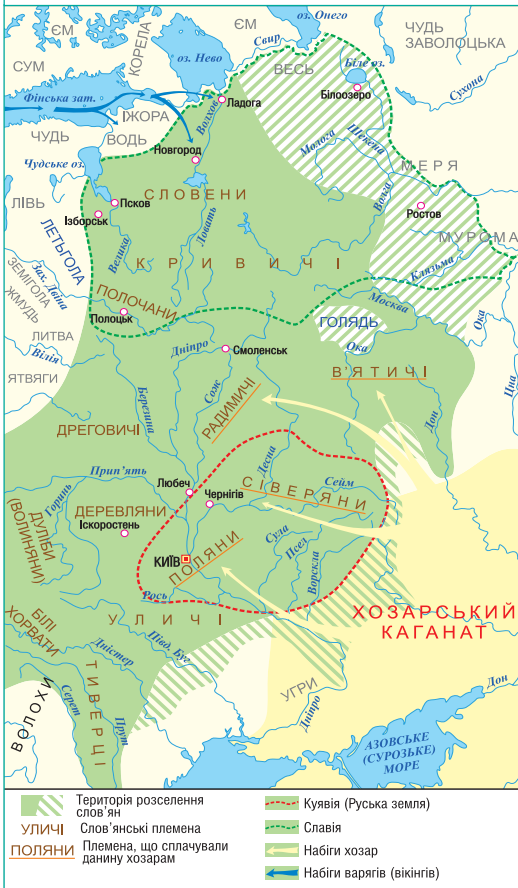 ЄМ
ЄМ
оз. Онего
ЧУДЬ
ЗАВОЛОЦЬКА
КОРЕЛА
оз. Нево
Свир
СУМ
ВЕСЬ
Біле оз.
Білоозеро
Сухона
Фінська зат.
Ладога
ІЖОРА
Волхов
ЧУДЬ
ВОДЬ
Новгород
Молога
Шексна
Чудське оз.
МЕРЯ
СЛОВЕНИ
Волга
ЛІВЬ
Псков
Ізборськ
Ростов
ЛЕТЬГОЛА
Велика
Ловать
МУРОМА
КРИВИЧІ
Клязьма
ЗЕМІГОЛА
Зах. Двіна
ЖМУДЬ
ПОЛОЧАНИ
Москва
Полоцьк
ГОЛЯДЬ
Ока
ЛИТВА
Дніпро
Смоленськ
Ока
Вілія
Цна
ЯТВЯГИ
В'ЯТИЧІ
Березина
Сож
РАДИМИЧІ
Дон
ДРЕГОВИЧІ
Десна
Прип'ять
Любеч
Сейм
СІВЕРЯНИ
Чернігів
Горинь
ДЕРЕВЛЯНИ
Іскоростень
ДУЛІБИ
(ВОЛИНЯНИ)
Сула
Псел
Ворскла
КИЇВ
ПОЛЯНИ
Рось
ХОЗАРСЬКИЙ
КАГАНАТ
УЛИЧІ
БІЛІ
ХОРВАТИ
Півд. Буг
Дністер
ТИВЕРЦІ
УГРИ
Дон
ВОЛОХИ
Серет
Прут
Дніпро
АЗОВСЬКЕ
(СУРОЗЬКЕ)
МОРЕ
Територія розселення
слов'ян
УЛИЧІ Слов'янські племена
ПОЛЯНИ Племена, що сплачували
данину хозарам
Куявія (Руська земля)
Славія
Набіги хозар
Набіги варягів (вікінгів)